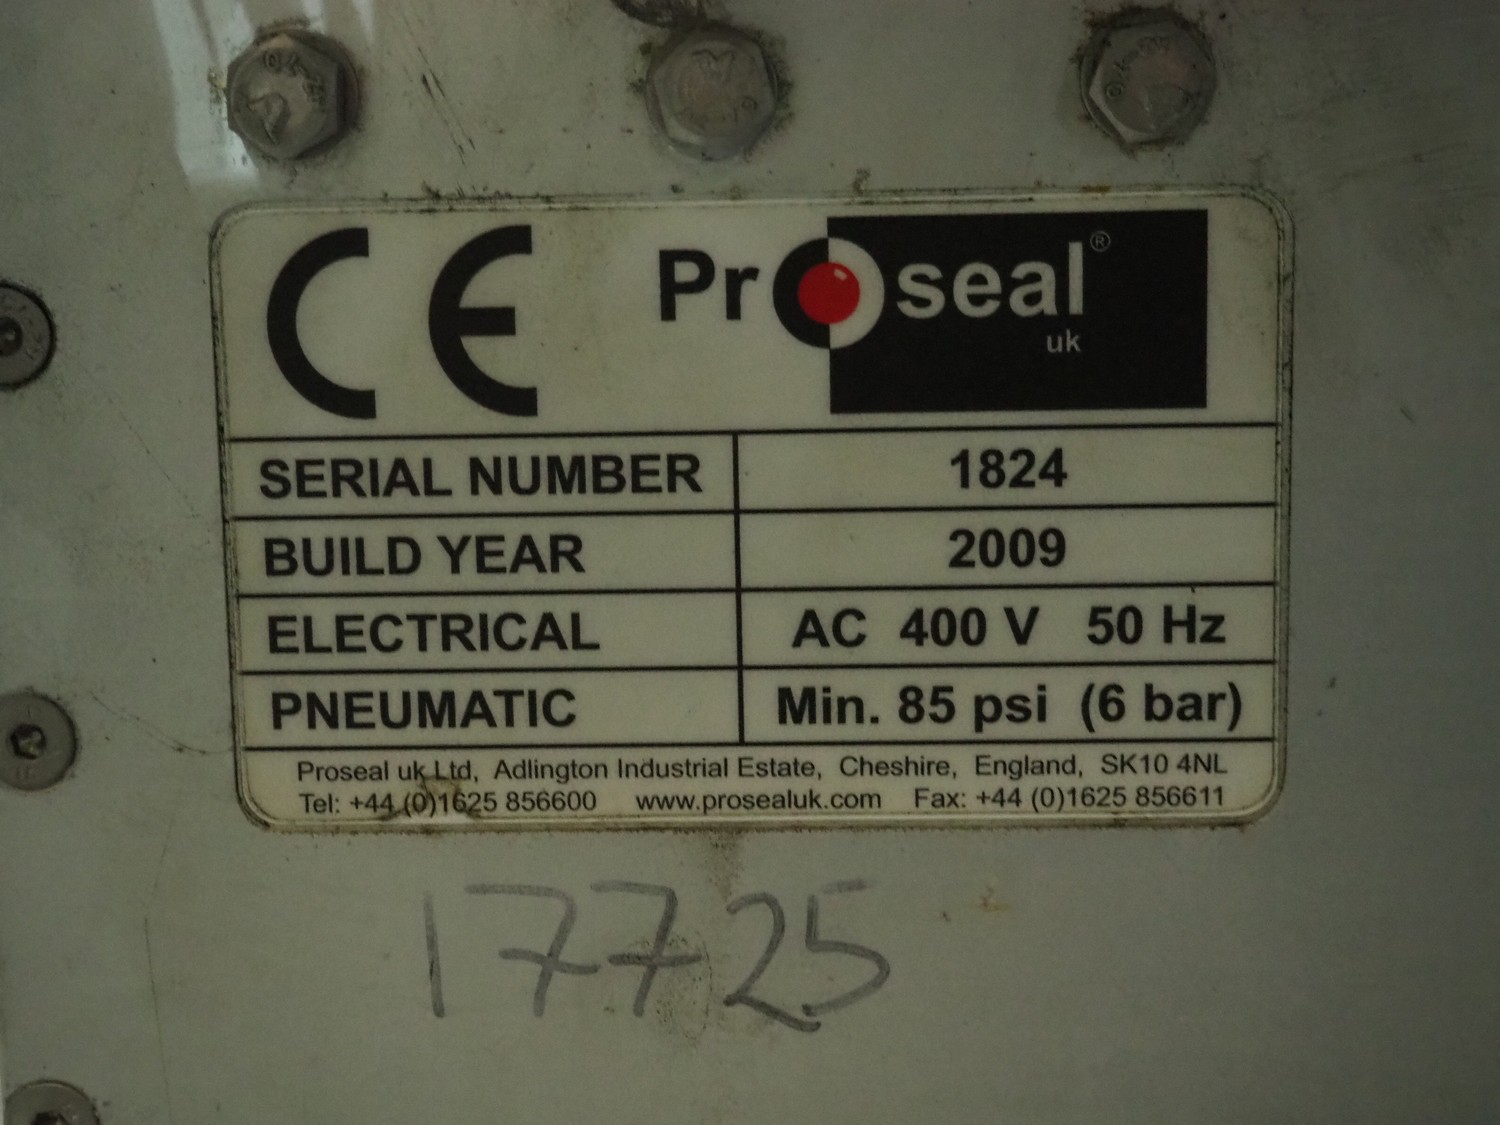 CE Proseal®
uk
SERIAL NUMBER 1824
BUILD YEAR 2009
ELECTRICAL AC 400 V 50 Hz
PNEUMATIC Min. 85 psi (6 bar)
Proseal uk Ltd, Adlington Industrial Estate, Cheshire, England, SK10 4NL
Tel: +44 (0)1625 856600 www.prosealuk.com Fax: +44 (0)1625 856611
17725